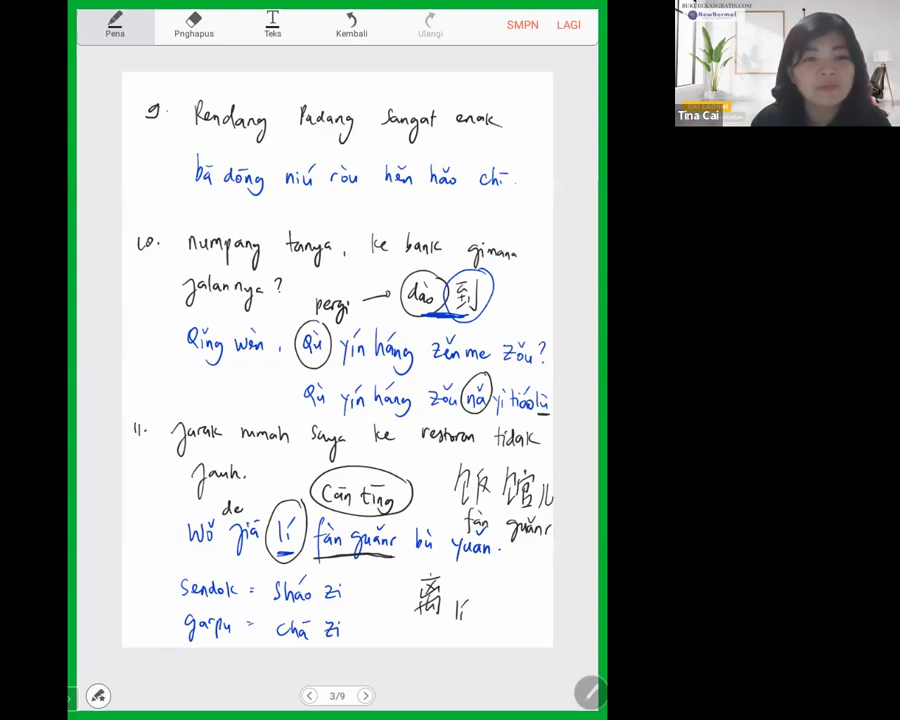 Pena
Pnghapus
Teks
Kembali
Ulangi
SMPN
LAGI
BUKUBEKASGRATIS.COM
NewNormal
Tina Cai
9. Rendang Padang sangat enak
bā dōng niú ròu hěn hǎo chī.
10. numpang tanya, ke bank gimana
jalannya?
pergi → dào 到
Qǐng wèn, Qù yín háng zěn me zǒu?
Qù yín háng zǒu nǎ yì tiáo lù
11. Jarak rumah saya ke restoran tidak
jauh.
Cān tīng
饭馆儿
fàn guǎnr
de
Wǒ jiā lí fàn guǎnr bù yuǎn.
sendok = sháo zi
离 lí
garpu = chā zi
3/9